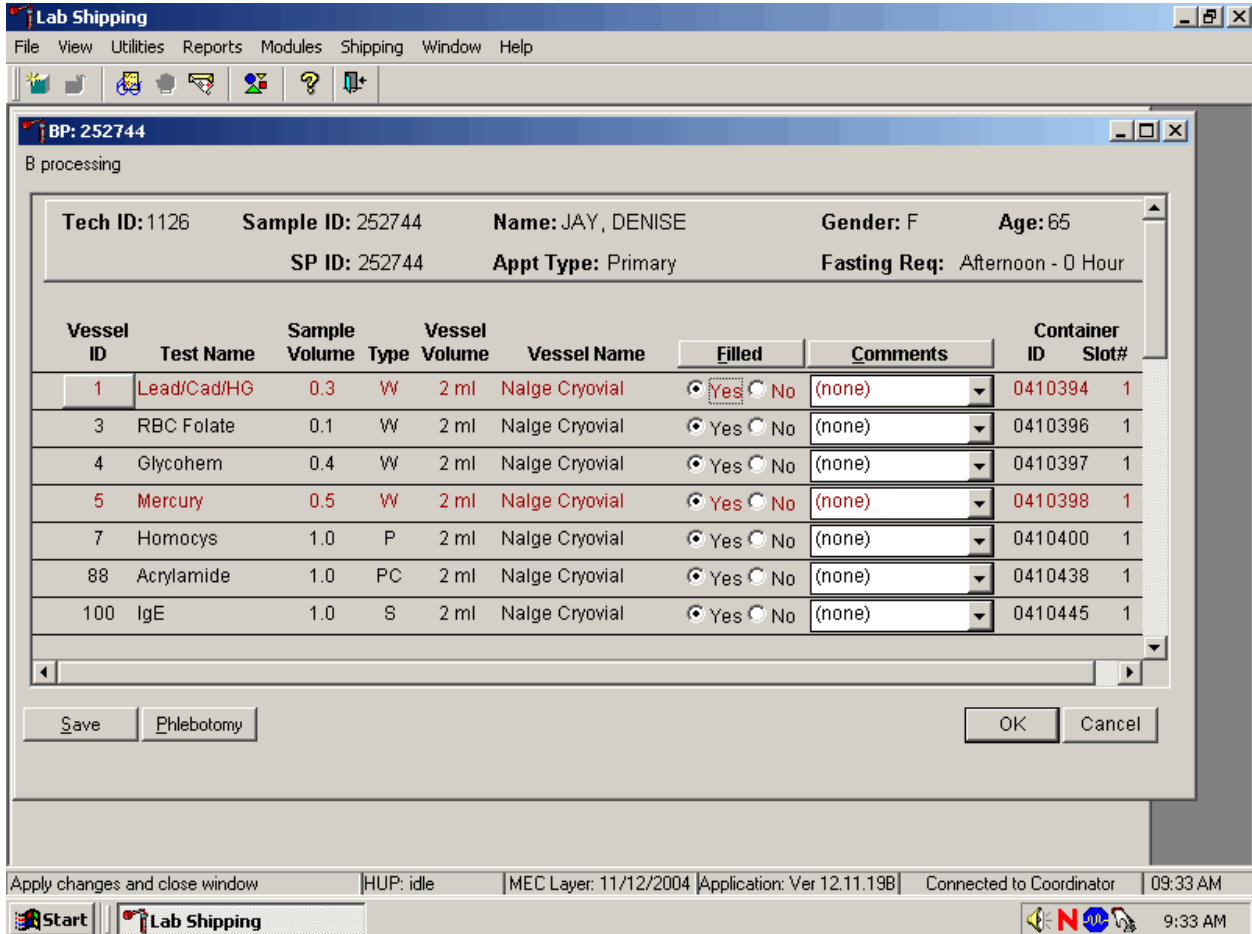 Lab Shipping
File View Utilities Reports Modules Shipping Window Help
BP: 252744
B processing
Tech ID: 1126 Sample ID: 252744 Name: JAY, DENISE Gender: F Age: 65
SP ID: 252744 Appt Type: Primary Fasting Req: Afternoon - 0 Hour
Vessel Sample Vessel Container
ID Test Name Volume Type Volume Vessel Name Filled Comments ID Slot#
1 Lead/Cad/HG 0.3 W 2 ml Nalge Cryovial Yes No (none) 0410394 1
3 RBC Folate 0.1 W 2 ml Nalge Cryovial Yes No (none) 0410396 1
4 Glycohem 0.4 W 2 ml Nalge Cryovial Yes No (none) 0410397 1
5 Mercury 0.5 W 2 ml Nalge Cryovial Yes No (none) 0410398 1
7 Homocys 1.0 P 2 ml Nalge Cryovial Yes No (none) 0410400 1
88 Acrylamide 1.0 PC 2 ml Nalge Cryovial Yes No (none) 0410438 1
100 IgE 1.0 S 2 ml Nalge Cryovial Yes No (none) 0410445 1
Save Phlebotomy OK Cancel
Apply changes and close window HUP: idle MEC Layer: 11/12/2004 Application: Ver 12.11.19B Connected to Coordinator 09:33 AM
Start Lab Shipping N 9:33 AM